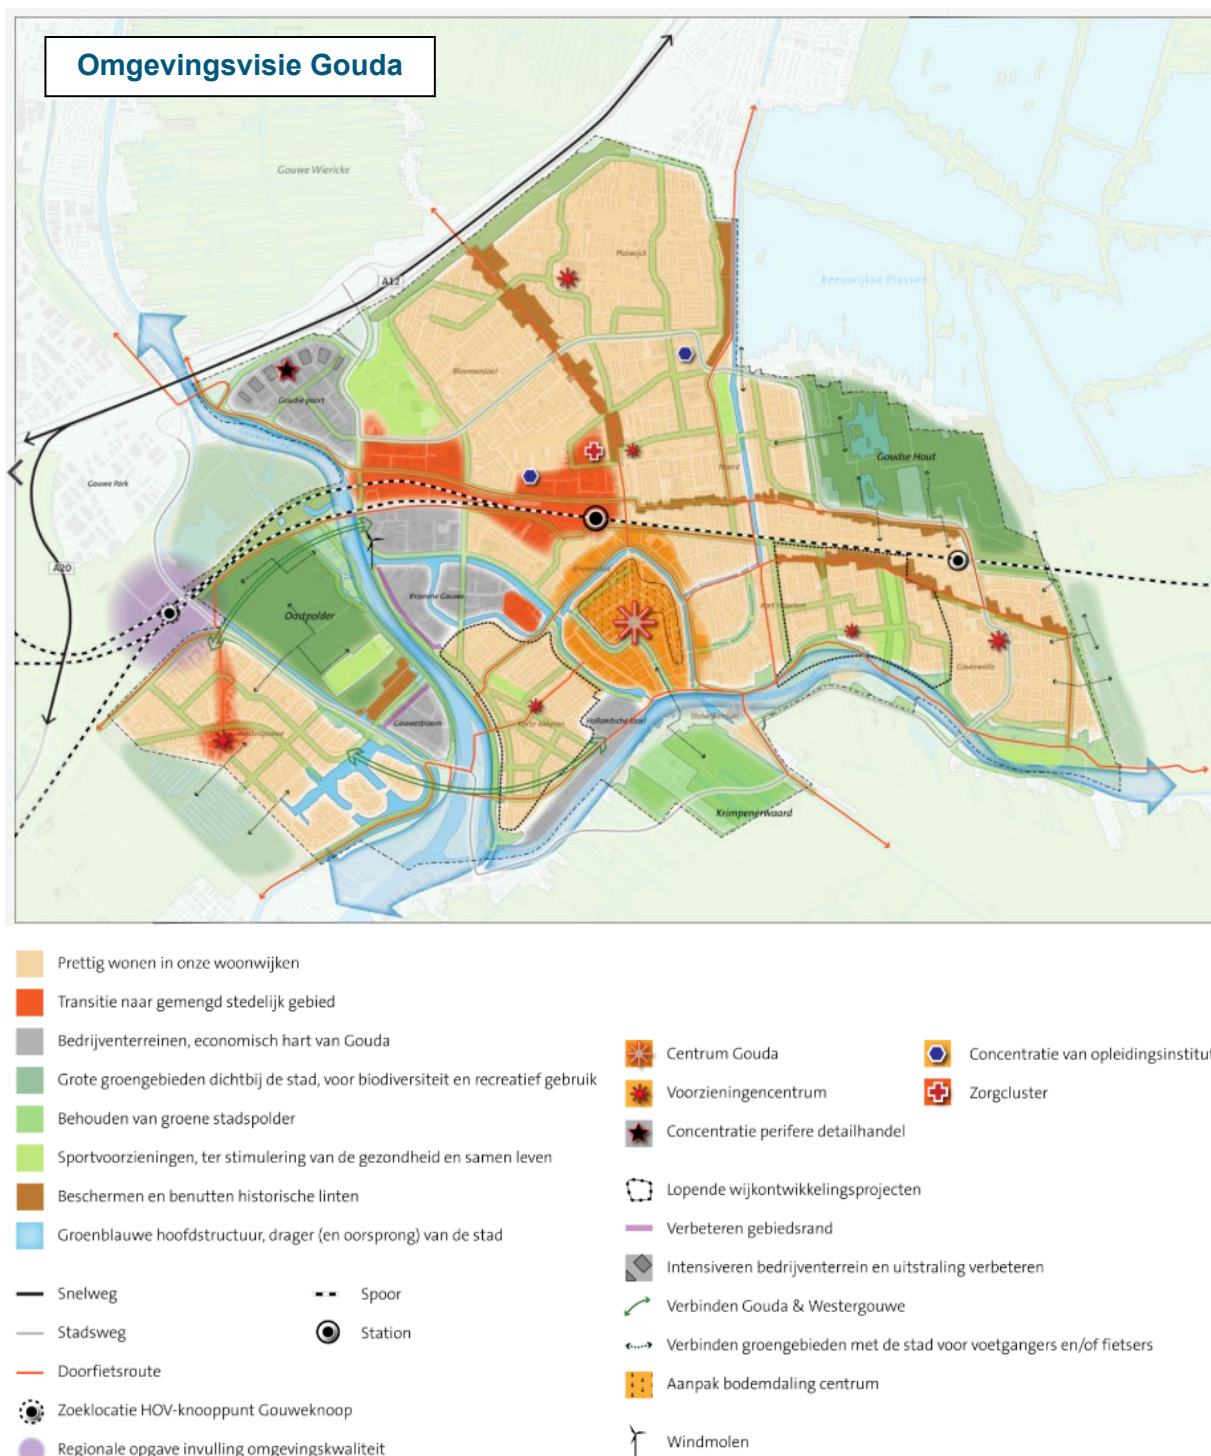 Omgevingsvisie Gouda
Gouwe Wiericke
Plaswijck
Reeuwijkse Plassen
A12
Bloemendaal
Goudse poort
Gouwe Park
Noord
Goudse Hout
A20
Oostpolder
Kromme Gouwe
Binnenstad
Kort Haarlem
Goverwelle
Westergouwe
Gouwestroom
Korte Akkeren
Hollandsche IJssel
Stolwijkersluis
Krimpenerwaard
Prettig wonen in onze woonwijken
Transitie naar gemengd stedelijk gebied
Bedrijventerreinen, economisch hart van Gouda
Grote groengebieden dichtbij de stad, voor biodiversiteit en recreatief gebruik
Behouden van groene stadspolder
Sportvoorzieningen, ter stimulering van de gezondheid en samen leven
Beschermen en benutten historische linten
Groenblauwe hoofdstructuur, drager (en oorsprong) van de stad
Snelweg
Spoor
Stadsweg
Station
Doorfietsroute
Zoeklocatie HOV-knooppunt Gouweknoop
Regionale opgave invulling omgevingskwaliteit
Centrum Gouda
Concentratie van opleidingsinstitut
Voorzieningencentrum
Zorgcluster
Concentratie perifere detailhandel
Lopende wijkontwikkelingsprojecten
Verbeteren gebiedsrand
Intensiveren bedrijventerrein en uitstraling verbeteren
Verbinden Gouda & Westergouwe
Verbinden groengebieden met de stad voor voetgangers en/of fietsers
Aanpak bodemdaling centrum
Windmolen